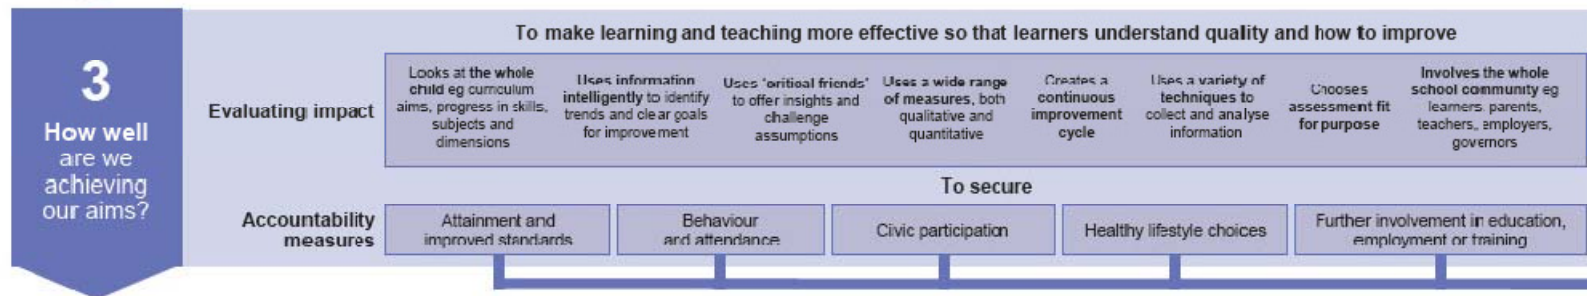 3
How well
are we
achieving
our aims?
To make learning and teaching more effective so that learners understand quality and how to improve
Evaluating impact
Looks at the whole
child eg curriculum
aims, progress in skills,
subjects and
dimensions
Uses information
intelligently to identify
trends and clear goals
for improvement
Uses 'critical friends'
to offer insights and
challenge
assumptions
Uses a wide range
of measures, both
qualitative and
quantitative
Creates a
continuous
improvement
cycle
Uses a variety of
techniques to
collect and analyse
information
Chooses
assessment fit
for purpose
Involves the whole
school community eg
learners, parents,
teachers, employers,
governors
To secure
Accountability
measures
Attainment and
improved standards
Behaviour
and attendance
Civic participation
Healthy lifestyle choices
Further involvement in education,
employment or training